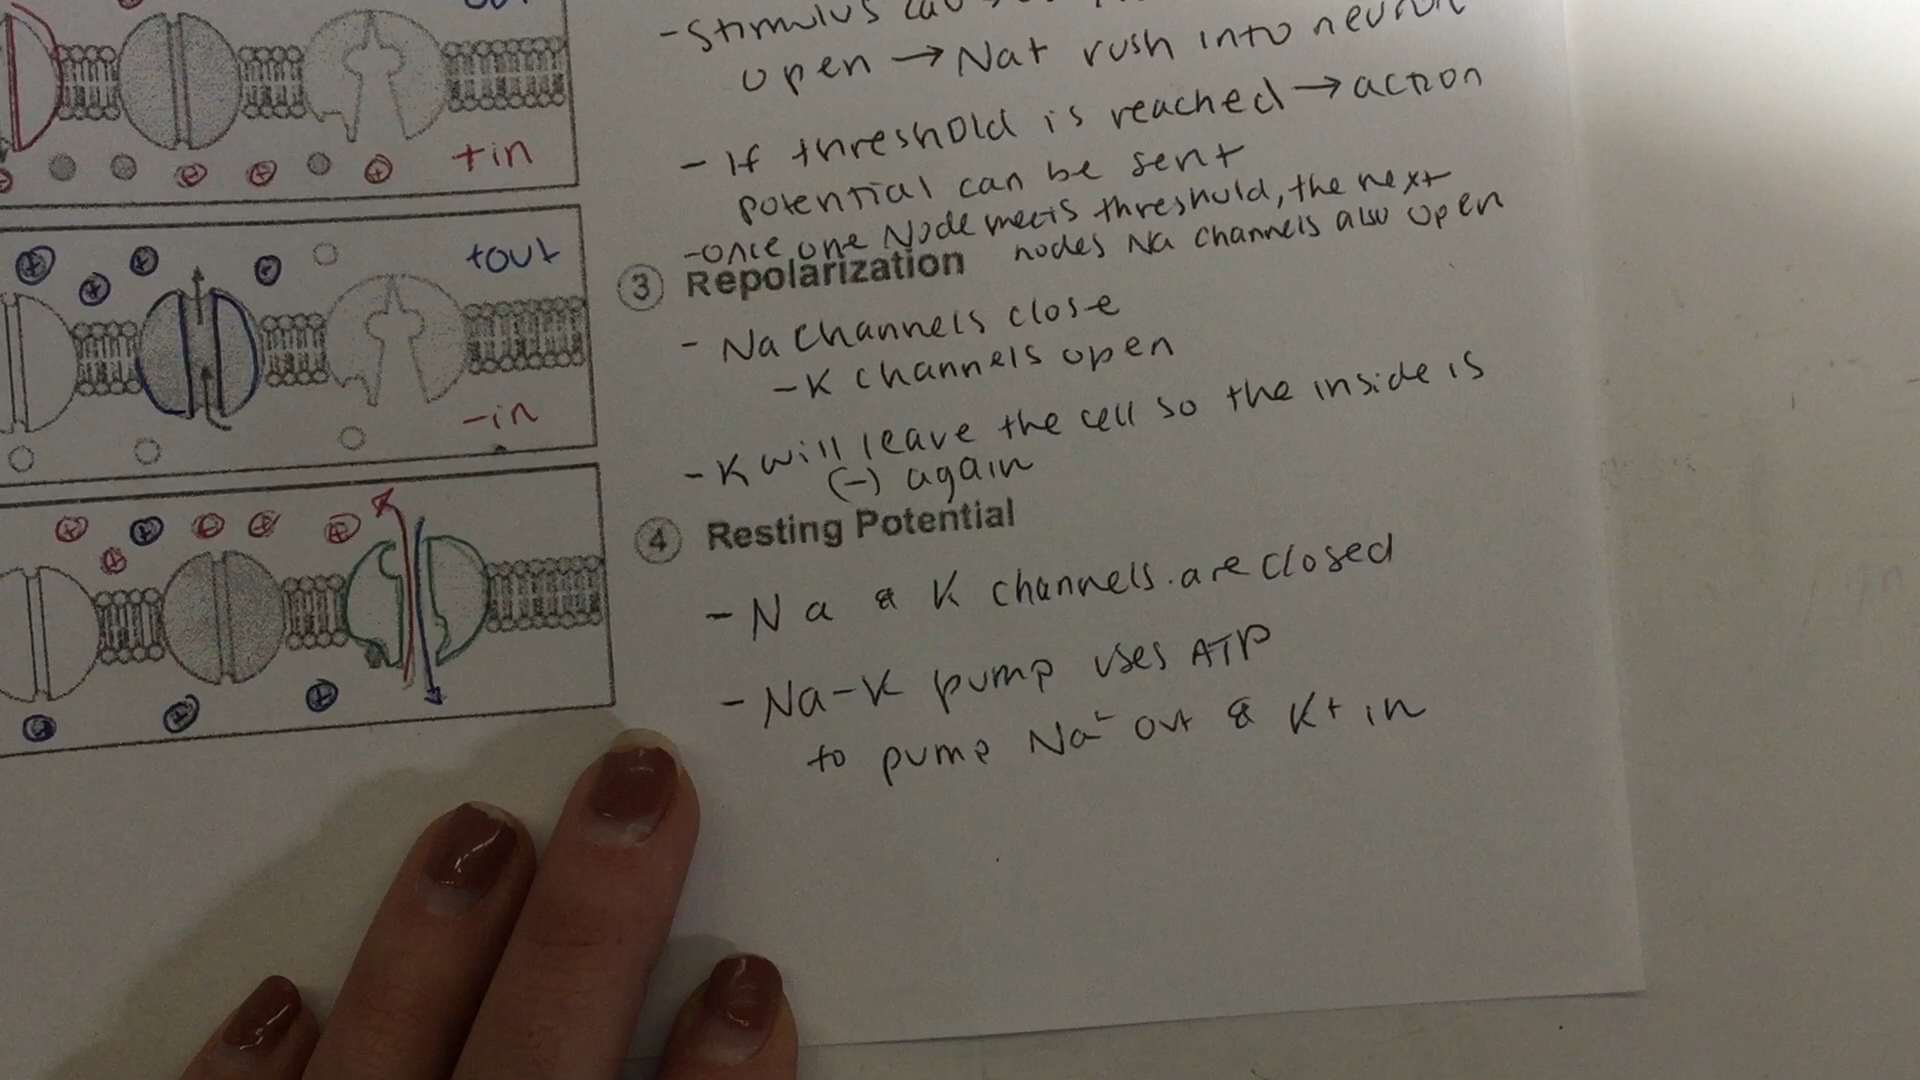 out
- Stimulus
open → Na+ rush into neuron
- If threshold is reached → action
potential can be sent
- once one Node meets threshold, the next
nodes Na channels also open
③ Repolarization
- Na channels close
- K channels open
- K will leave the cell so the inside is
(-) again
④ Resting Potential
- Na & K channels are closed
- Na-K pump uses ATP
to pump Na+ out & K+ in
+in
+out
-in